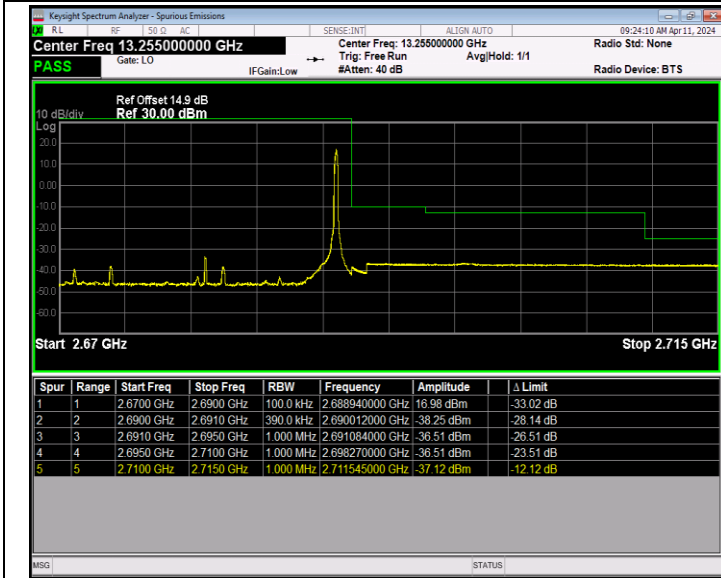 Keysight Spectrum Analyzer - Spurious Emissions
RL RF 50 Ω AC SENSE:INT ALIGN AUTO 09:24:10 AM Apr 11, 2024
Center Freq 13.255000000 GHz Center Freq: 13.255000000 GHz Radio Std: None
PASS Gate: LO IFGain:Low Trig: Free Run Avg|Hold: 1/1
#Atten: 40 dB Radio Device: BTS
Ref Offset 14.9 dB
10 dB/div Ref 30.00 dBm
Log
20.0
10.0
0.00
-10.0
-20.0
-30.0
-40.0
-50.0
-60.0
Start 2.67 GHz Stop 2.715 GHz
Spur Range Start Freq Stop Freq RBW Frequency Amplitude Δ Limit
1 1 2.6700 GHz 2.6900 GHz 100.0 kHz 2.688940000 GHz 16.98 dBm -33.02 dB
2 2 2.6900 GHz 2.6910 GHz 390.0 kHz 2.690012000 GHz -38.25 dBm -28.14 dB
3 3 2.6910 GHz 2.6950 GHz 1.000 MHz 2.691084000 GHz -36.51 dBm -26.51 dB
4 4 2.6950 GHz 2.7100 GHz 1.000 MHz 2.698270000 GHz -36.51 dBm -23.51 dB
5 5 2.7100 GHz 2.7150 GHz 1.000 MHz 2.711545000 GHz -37.12 dBm -12.12 dB
MSG STATUS